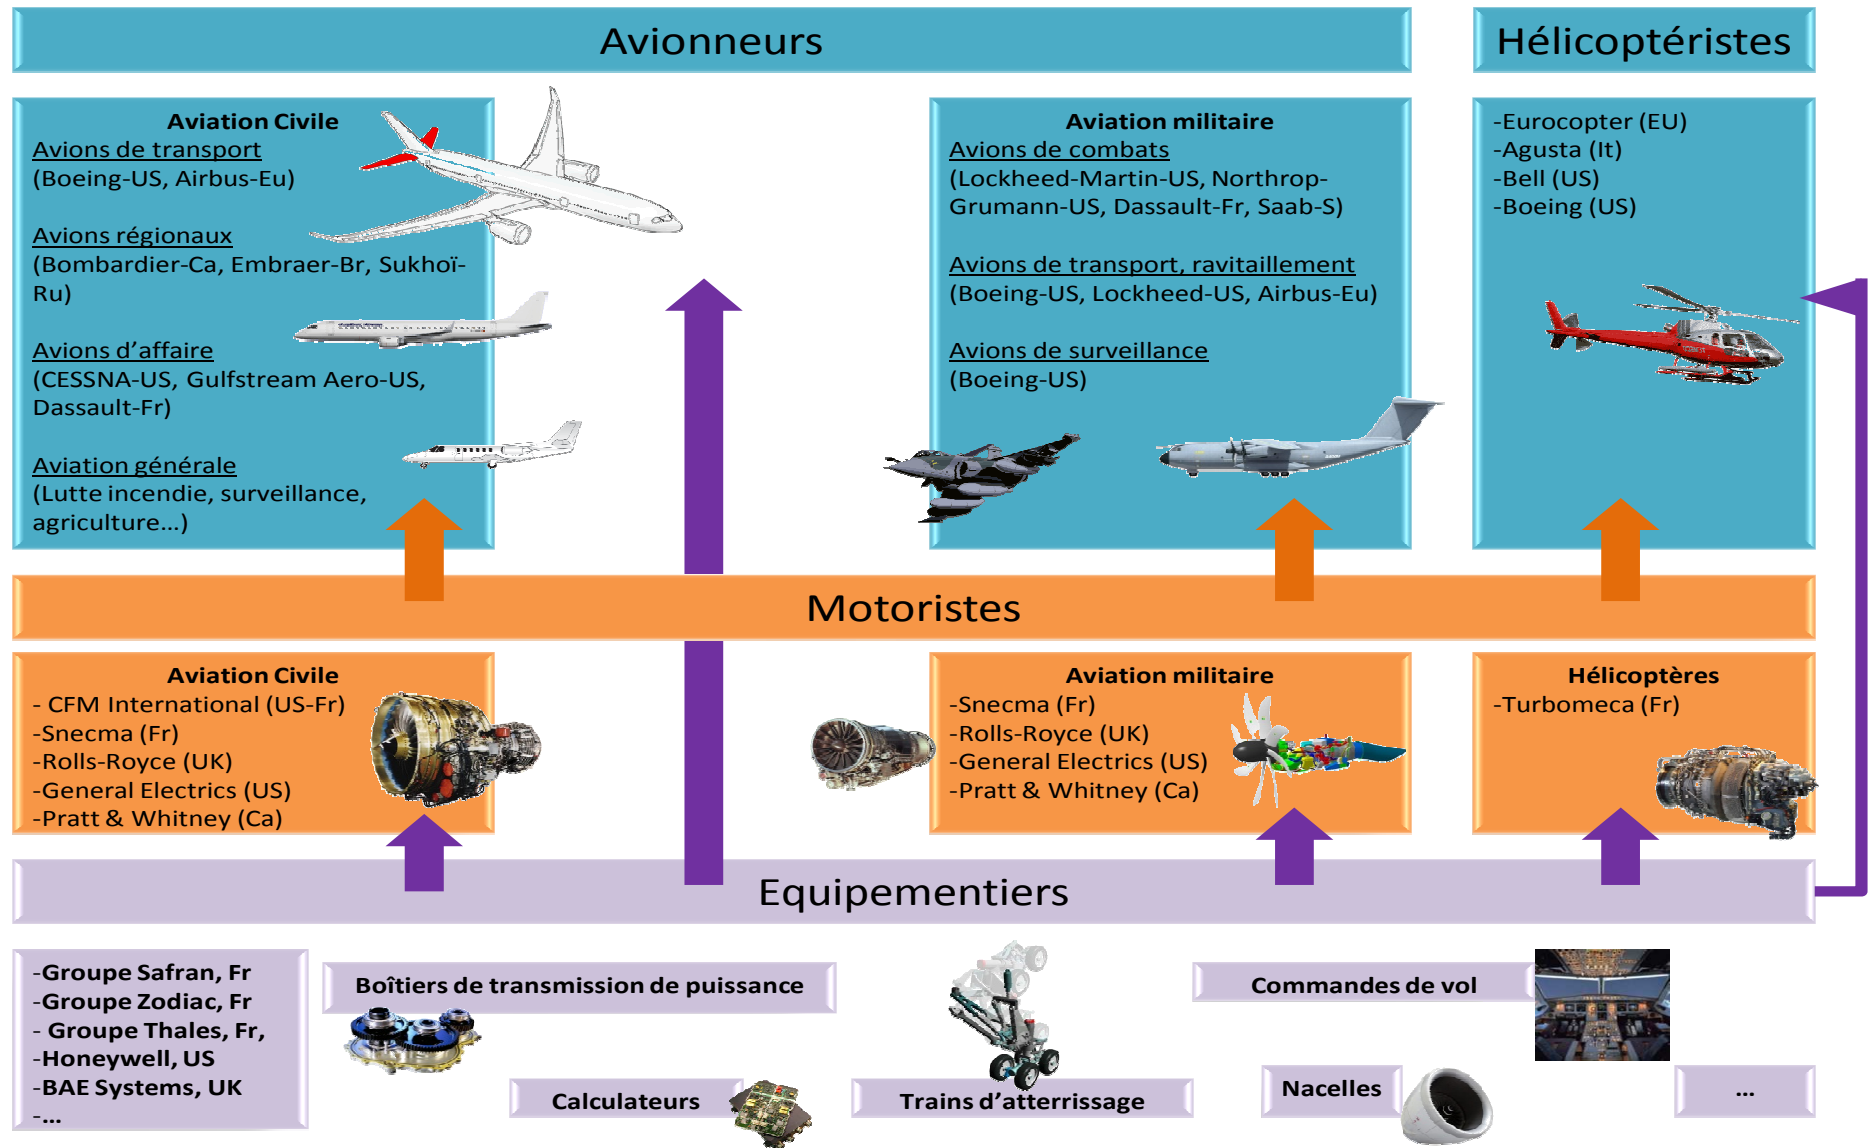 Avionneurs
Hélicoptéristes
Aviation Civile
Avions de transport
(Boeing-US, Airbus-Eu)
Avions régionaux
(Bombardier-Ca, Embraer-Br, Sukhoï-
Ru)
Avions d'affaire
(CESSNA-US, Gulfstream Aero-US,
Dassault-Fr)
Aviation générale
(Lutte incendie, surveillance,
agriculture...)
Aviation militaire
Avions de combats
(Lockheed-Martin-US, Northrop-
Grumann-US, Dassault-Fr, Saab-S)
Avions de transport, ravitaillement
(Boeing-US, Lockheed-US, Airbus-Eu)
Avions de surveillance
(Boeing-US)
-Eurocopter (EU)
-Agusta (It)
-Bell (US)
-Boeing (US)
Motoristes
Aviation Civile
- CFM International (US-Fr)
-Snecma (Fr)
-Rolls-Royce (UK)
-General Electrics (US)
-Pratt & Whitney (Ca)
Aviation militaire
-Snecma (Fr)
-Rolls-Royce (UK)
-General Electrics (US)
-Pratt & Whitney (Ca)
Hélicoptères
-Turbomeca (Fr)
Equipementiers
-Groupe Safran, Fr
-Groupe Zodiac, Fr
- Groupe Thales, Fr,
-Honeywell, US
-BAE Systems, UK
-...
Boîtiers de transmission de puissance
Calculateurs
Trains d'atterrissage
Commandes de vol
Nacelles
...